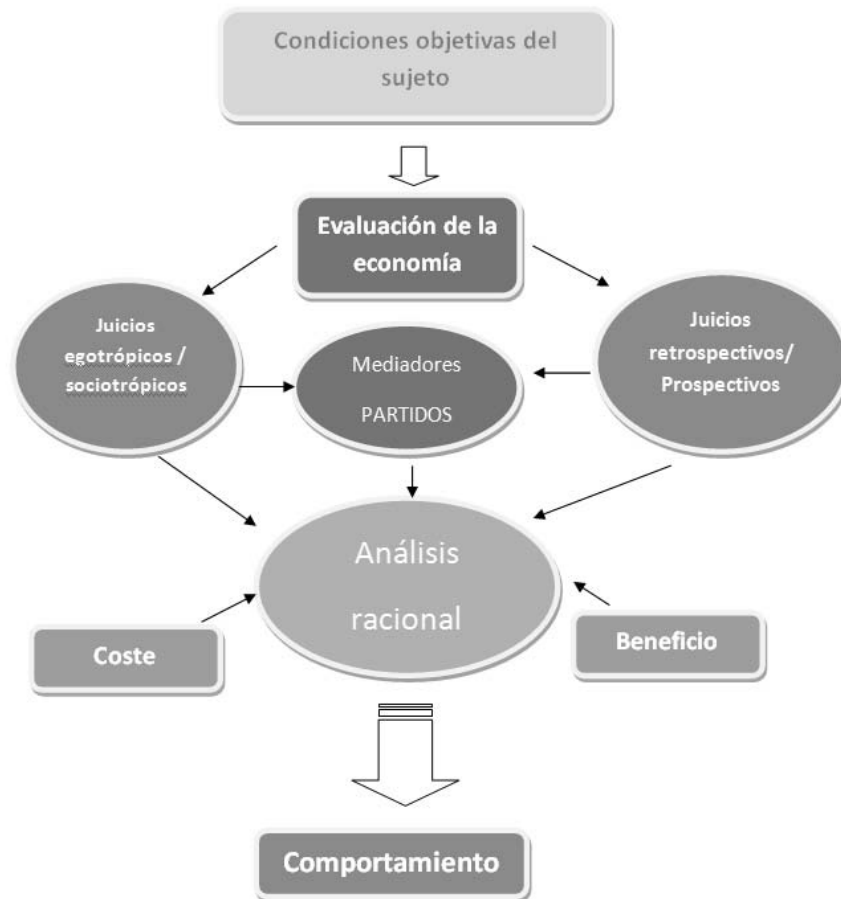 Condiciones objetivas del
sujeto
Evaluación de la
economía
Juicios
egotrópicos /
sociotrópicos
Mediadores
PARTIDOS
Juicios
retrospectivos/
Prospectivos
Análisis
racional
Coste
Beneficio
Comportamiento